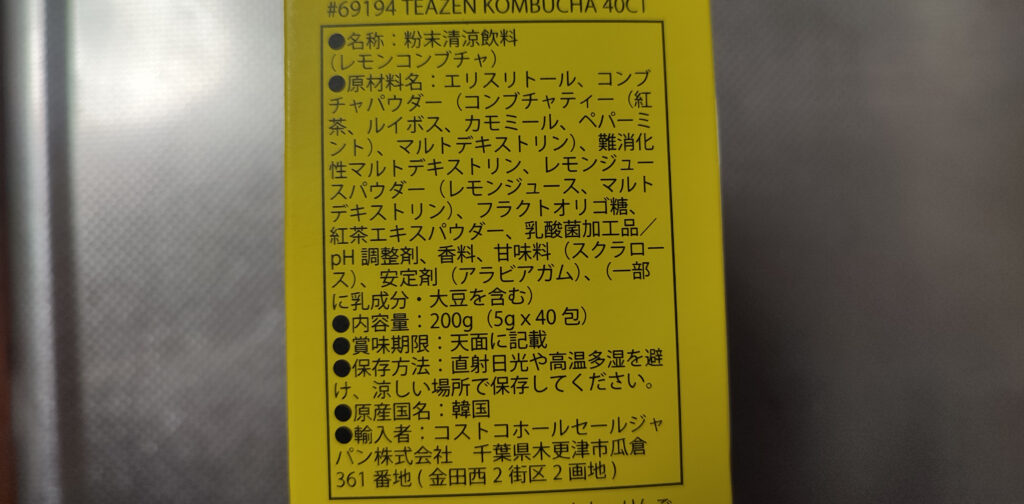 #69194 TEAZEN KOMBUCHA 40CT
●名称：粉末清涼飲料
（レモンコンブチャ）
●原材料名：エリスリトール、コンブ
チャパウダー（コンブチャティー（紅
茶、ルイボス、カモミール、ペパーミ
ント）、マルトデキストリン）、難消化
性マルトデキストリン、レモンジュー
スパウダー（レモンジュース、マルト
デキストリン）、フラクトオリゴ糖、
紅茶エキスパウダー、乳酸菌加工品／
pH 調整剤、香料、甘味料（スクラロー
ス）、安定剤（アラビアガム）、（一部
に乳成分・大豆を含む）
●内容量：200g（5g x 40 包）
●賞味期限：天面に記載
●保存方法：直射日光や高温多湿を避
け、涼しい場所で保存してください。
●原産国名：韓国
●輸入者：コストコホールセールジャ
パン株式会社　千葉県木更津市瓜倉
361 番地 ( 金田西 2 街区 2 画地 )